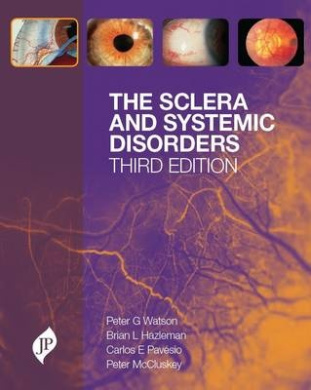 THE SCLERA
AND SYSTEMIC
DISORDERS
THIRD EDITION
Peter G Watson
Brian L Hazleman
Carlos E Pavesio
Peter McCluskey
JP